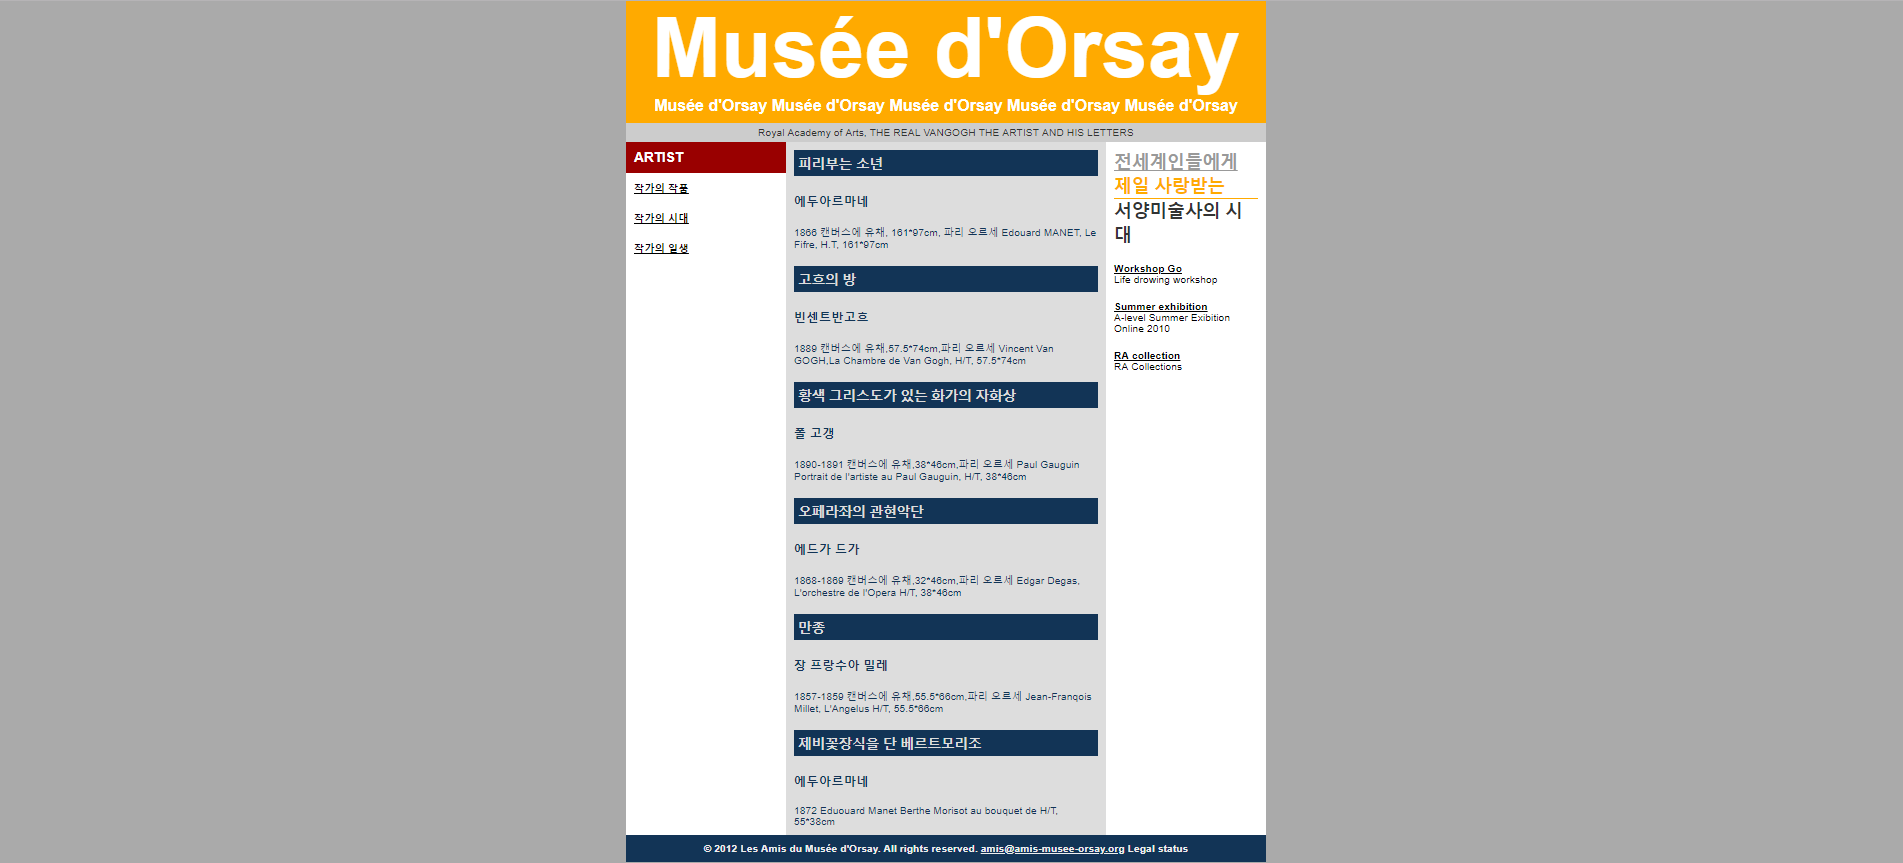 Musée d'Orsay
Musée d'Orsay Musée d'Orsay Musée d'Orsay Musée d'Orsay Musée d'Orsay
Royal Academy of Arts, THE REAL VANGOGH THE ARTIST AND HIS LETTERS
ARTIST
작가의 작품
작가의 시대
작가의 일생
피리부는 소년
에두아르마네
1866 캔버스에 유채, 161*97cm, 파리 오르세 Edouard MANET, Le
Fifre, H.T, 161*97cm
고흐의 방
빈센트반고흐
1889 캔버스에 유채,57.5*74cm,파리 오르세 Vincent Van
GOGH,La Chambre de Van Gogh, H/T, 57.5*74cm
황색 그리스도가 있는 화가의 자화상
폴 고갱
1890-1891 캔버스에 유채,38*46cm,파리 오르세 Paul Gauguin
Portrait de l'artiste au Paul Gauguin, H/T, 38*46cm
오페라좌의 관현악단
에드가 드가
1868-1869 캔버스에 유채,32*46cm,파리 오르세 Edgar Degas,
L'orchestre de l'Opera H/T, 38*46cm
만종
장 프랑수아 밀레
1857-1859 캔버스에 유채,55.5*66cm,파리 오르세 Jean-Franqois
Millet, L'Angelus H/T, 55.5*66cm
제비꽃장식을 단 베르트모리조
에두아르마네
1872 Eduouard Manet Berthe Morisot au bouquet de H/T,
55*38cm
전세계인들에게
제일 사랑받는
서양미술사의 시
대
Workshop Go
Life drowing workshop
Summer exhibition
A-level Summer Exibition
Online 2010
RA collection
RA Collections
© 2012 Les Amis du Musée d'Orsay. All rights reserved. amis@amis-musee-orsay.org Legal status